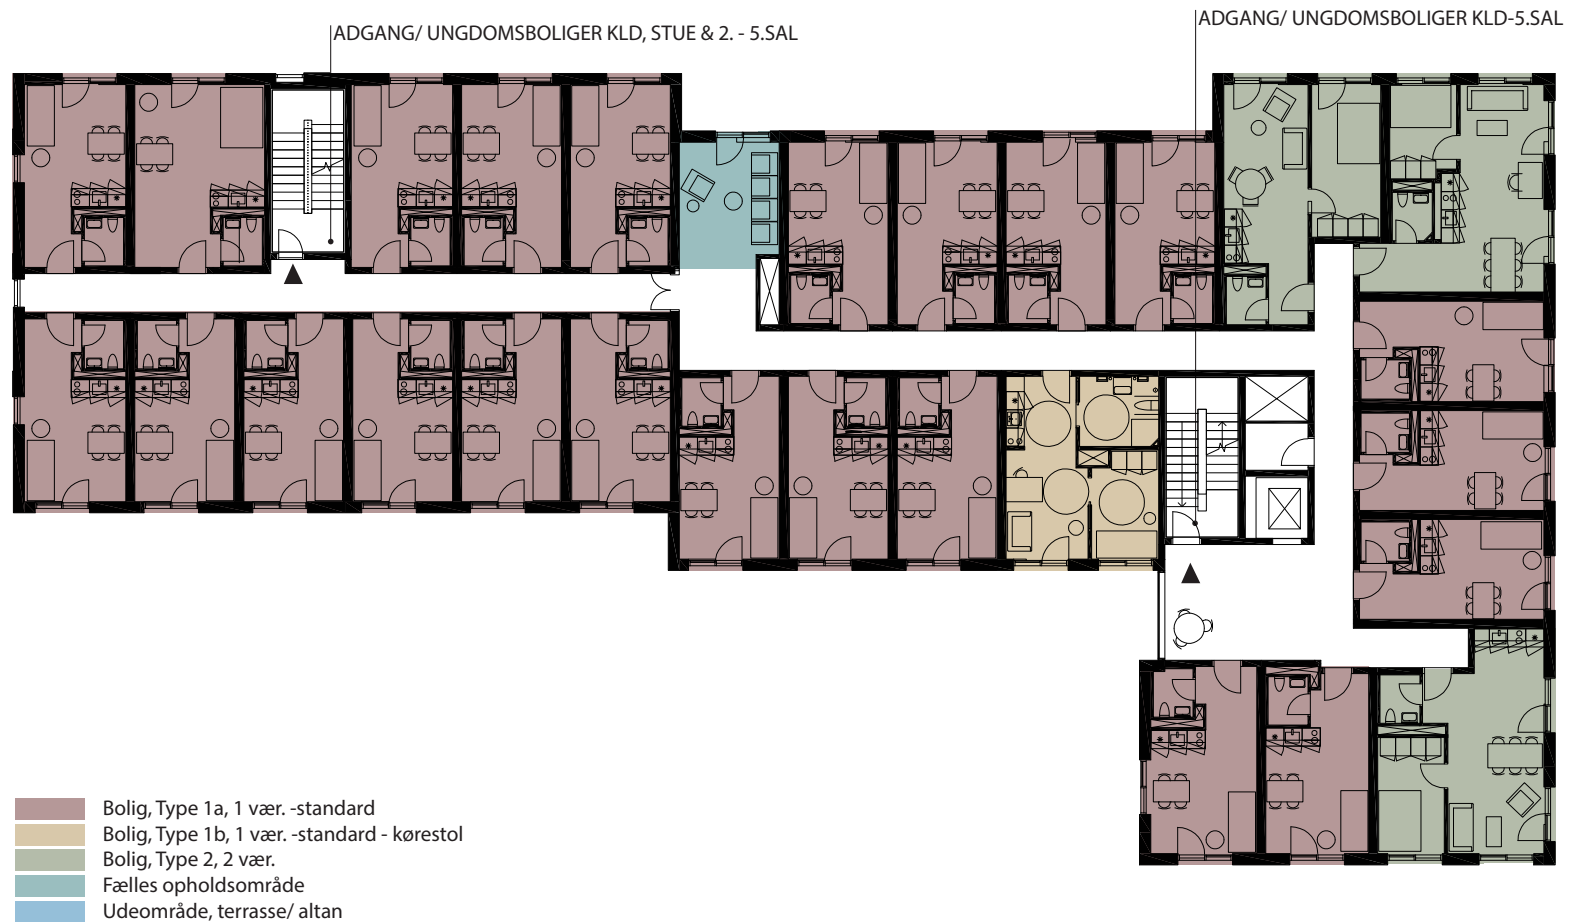 ADGANG/ UNGDOMSBOLIGER KLD-5.SAL
ADGANG/ UNGDOMSBOLIGER KLD, STUE & 2. - 5.SAL
Bolig, Type 1a, 1 vær. -standard
Bolig, Type 1b, 1 vær. -standard - kørestol
Bolig, Type 2, 2 vær.
Fælles opholdsområde
Udeområde, terrasse/ altan